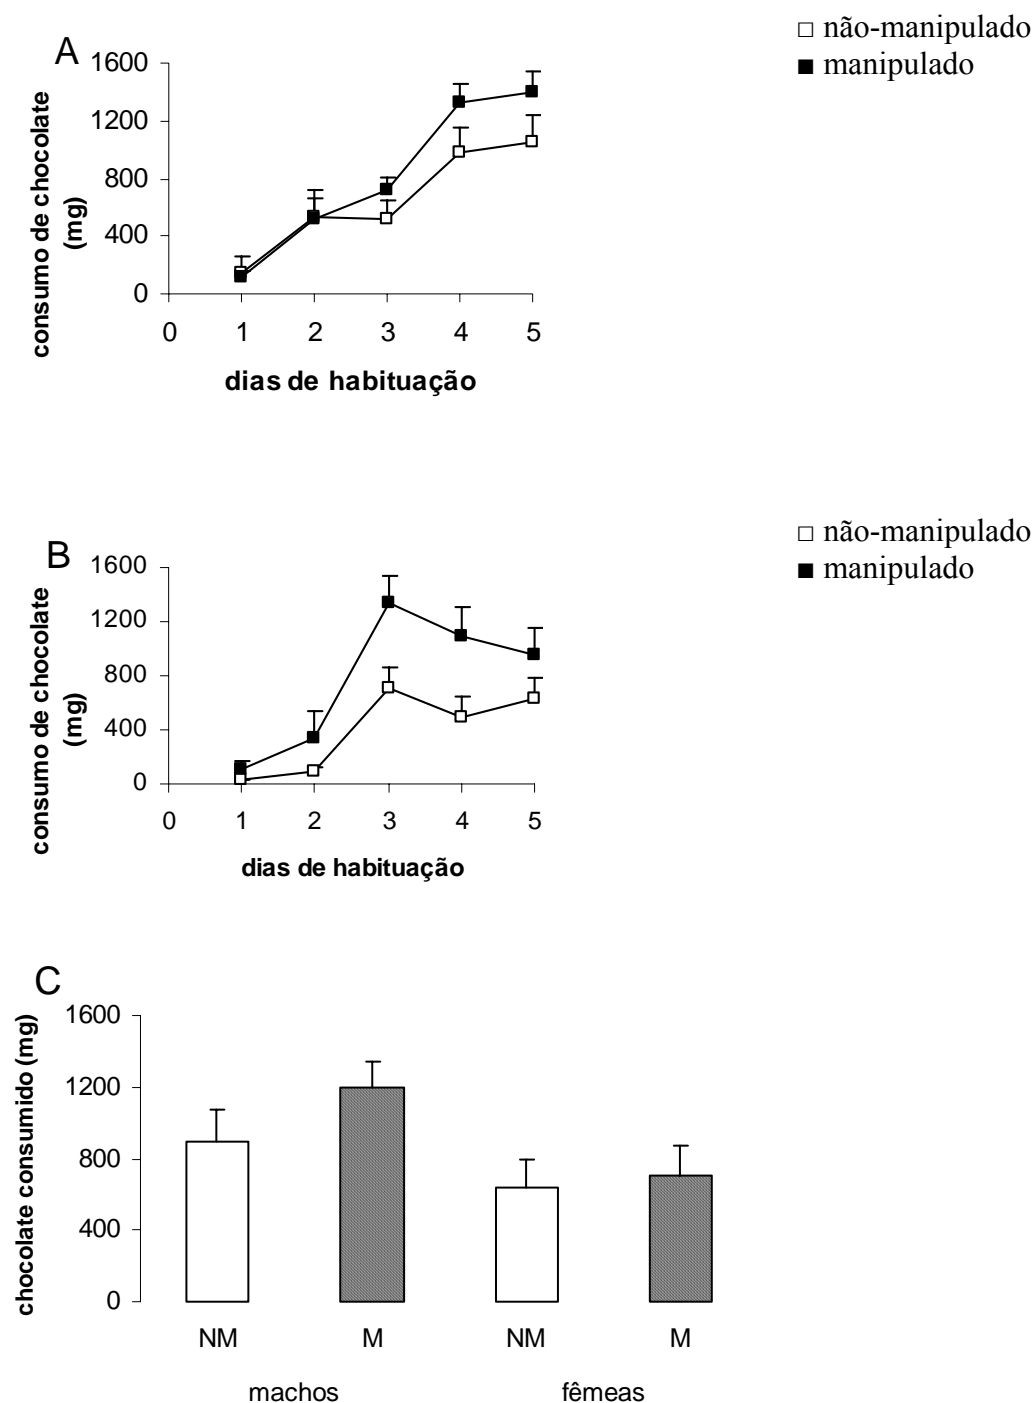 A
□ não-manipulado
■ manipulado
1600
1200
800
400
0
consumo de chocolate
(mg)
0 1 2 3 4 5
dias de habituação
B
□ não-manipulado
■ manipulado
1600
1200
800
400
0
consumo de chocolate
(mg)
0 1 2 3 4 5
dias de habituação
C
1600
1200
800
400
0
chocolate consumido (mg)
NM M NM M
machos fêmeas